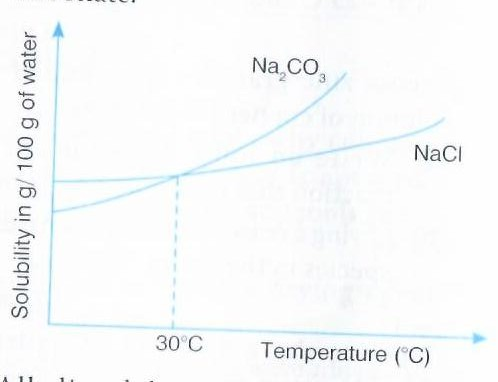 Na₂CO₃
NaCl
Solubility in g/ 100 g of water
30°C
Temperature (°C)